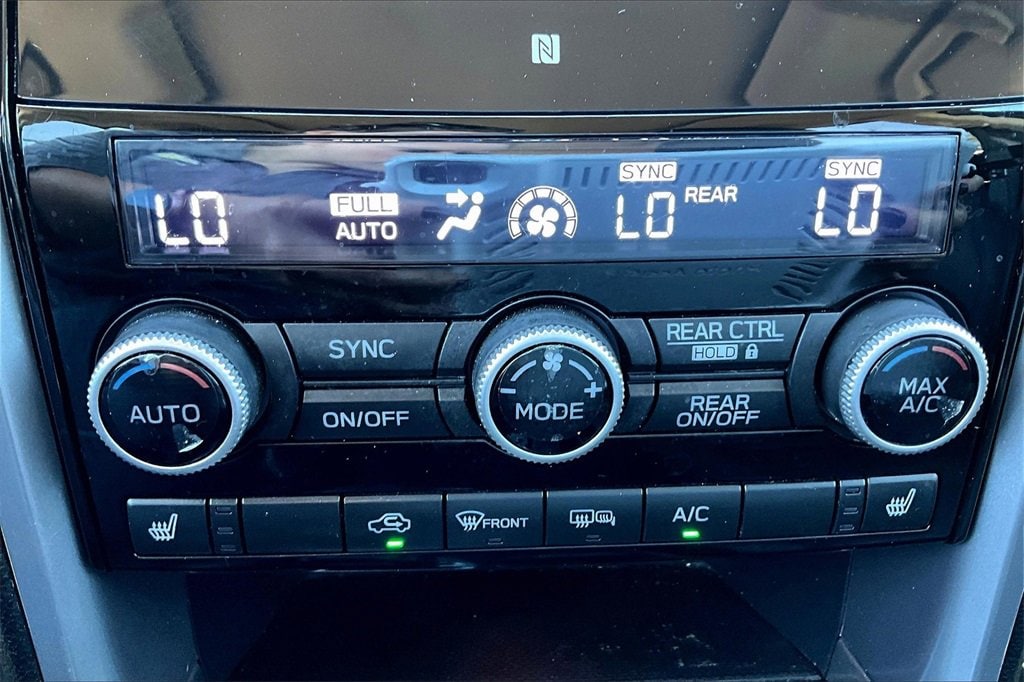 SYNC
SYNC
LO
FULL
AUTO
LO
REAR
LO
SYNC
REAR CTRL
HOLD
AUTO
ON/OFF
MODE
+
REAR
ON/OFF
MAX
A/C
FRONT
A/C